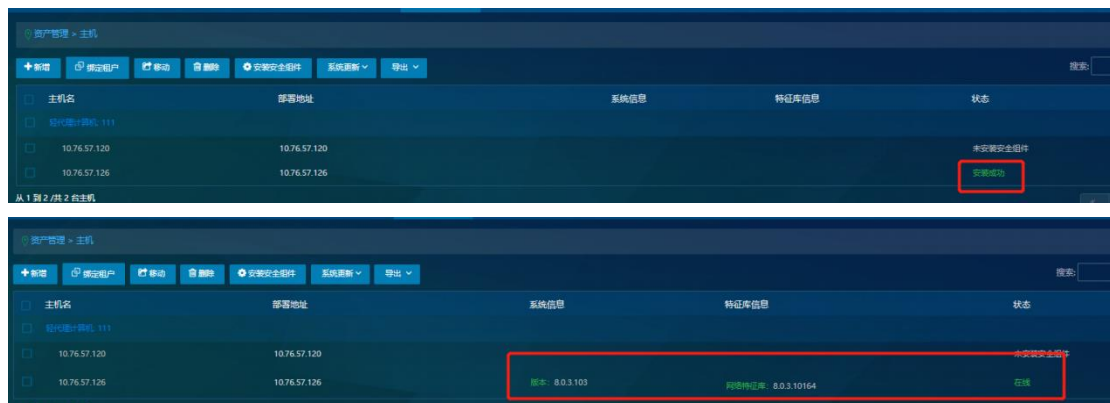 资产管理 > 主机
新增 绑定租户 移动 删除 安装安全组件 系统更新 导出 搜索:
主机名 部署地址 系统信息 特征库信息 状态
轻代理计算机 111
10.76.57.120 10.76.57.120 未安装安全组件
10.76.57.126 10.76.57.126 安装成功
从 1 到 2 /共 2 台主机
资产管理 > 主机
新增 绑定租户 移动 删除 安装安全组件 系统更新 导出 搜索:
主机名 部署地址 系统信息 特征库信息 状态
轻代理计算机 111
10.76.57.120 10.76.57.120 未安装安全组件
10.76.57.126 10.76.57.126 版本: 8.0.3.103 网络特征库: 8.0.3.10164 在线